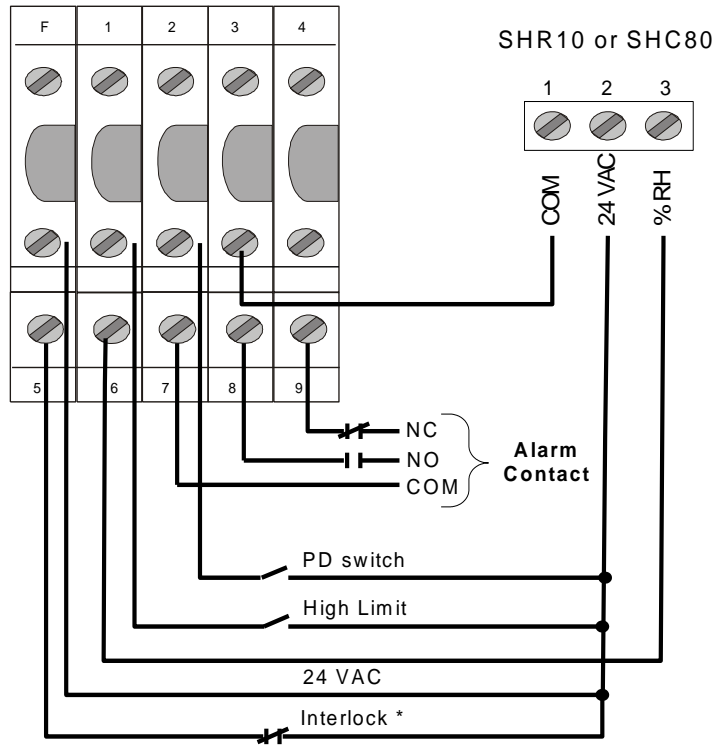 F 1 2 3 4
SHR10 or SHC80
1 2 3
COM
24 VAC
%RH
5 6 7 8 9
NC
NO
COM
Alarm
Contact
PD switch
High Limit
24 VAC
Interlock *